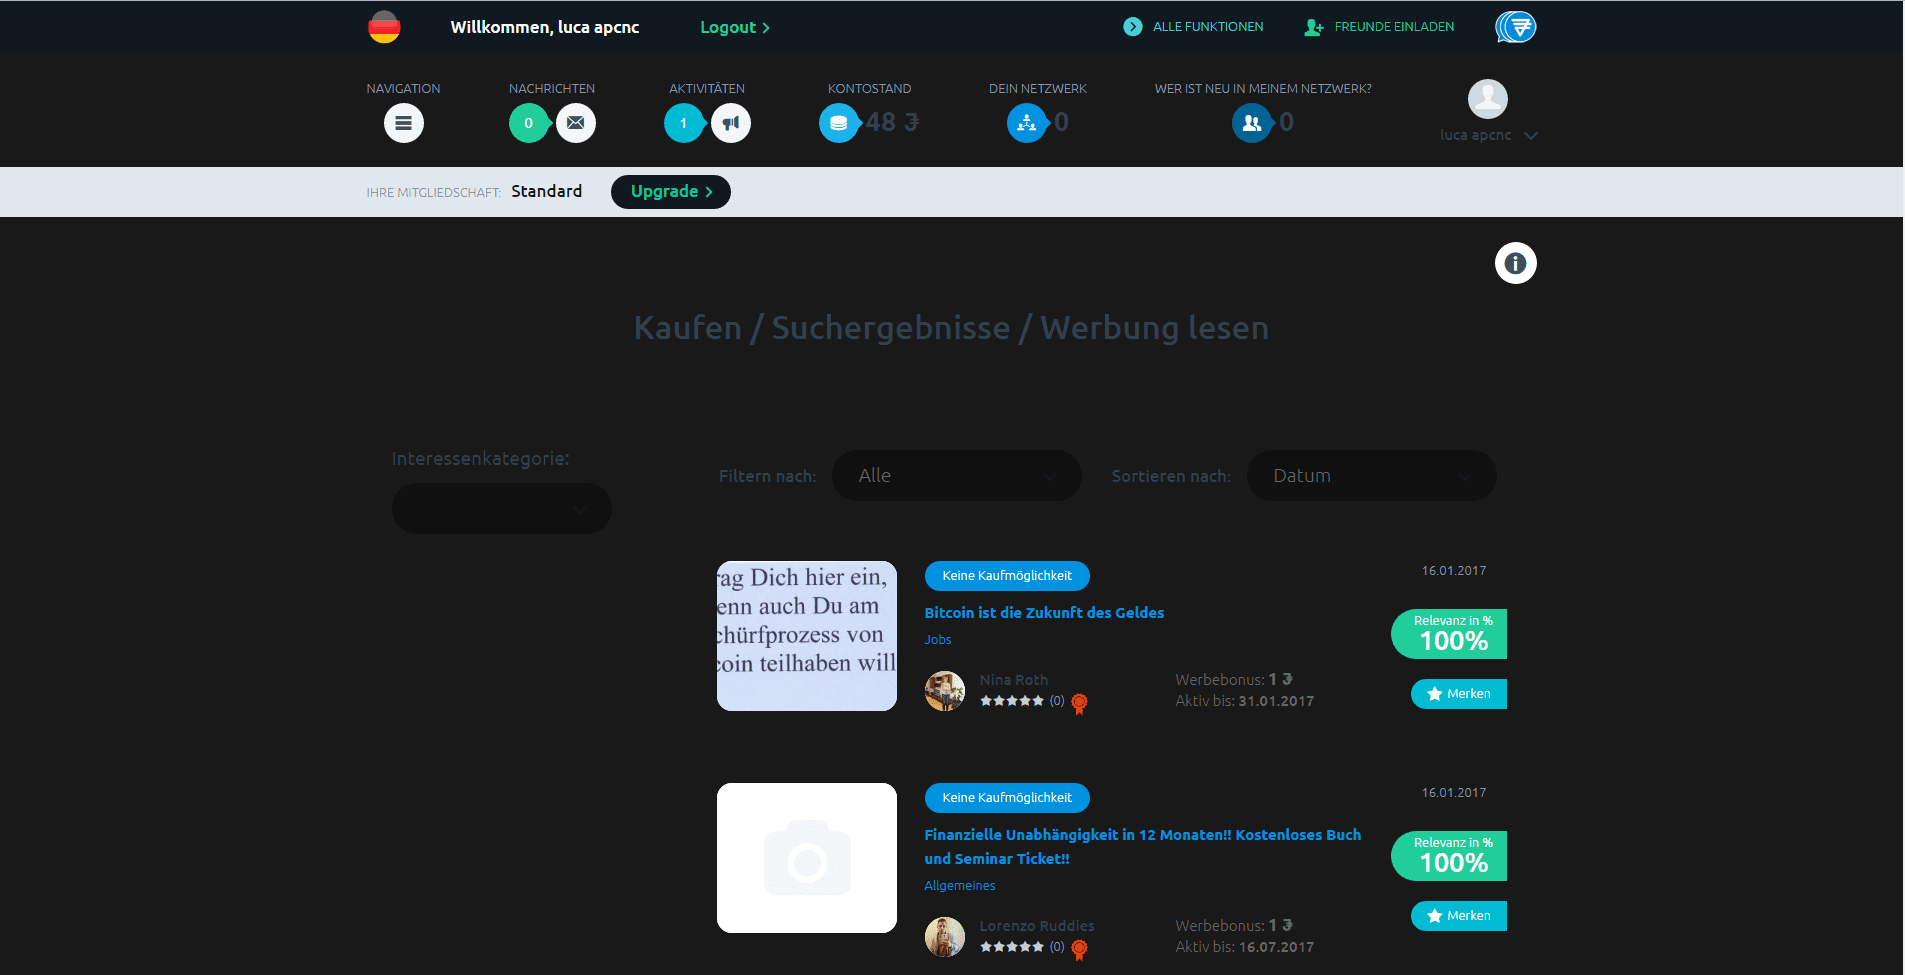 Willkommen, luca apcnc
Logout
ALLE FUNKTIONEN
FREUNDE EINLADEN
NAVIGATION
NACHRICHTEN
AKTIVITÄTEN
KONTOSTAND
DEIN NETZWERK
WER IST NEU IN MEINEM NETZWERK?
0
1
48
0
0
luca apcnc
IHRE MITGLIEDSCHAFT: Standard
Upgrade
Kaufen / Suchergebnisse / Werbung lesen
Interessenkategorie:
Filtern nach: Alle
Sortieren nach: Datum
rag Dich hier ein,
enn auch Du am
chürfprozess von
coin teilhaben will
Keine Kaufmöglichkeit
16.01.2017
Bitcoin ist die Zukunft des Geldes
Jobs
Relevanz in %
100%
Nina Roth
(0)
Werbebonus: 1
Aktiv bis: 31.01.2017
Merken
Keine Kaufmöglichkeit
16.01.2017
Finanzielle Unabhängigkeit in 12 Monaten!! Kostenloses Buch
und Seminar Ticket!!
Allgemeines
Relevanz in %
100%
Lorenzo Ruddies
(0)
Werbebonus: 1
Aktiv bis: 16.07.2017
Merken